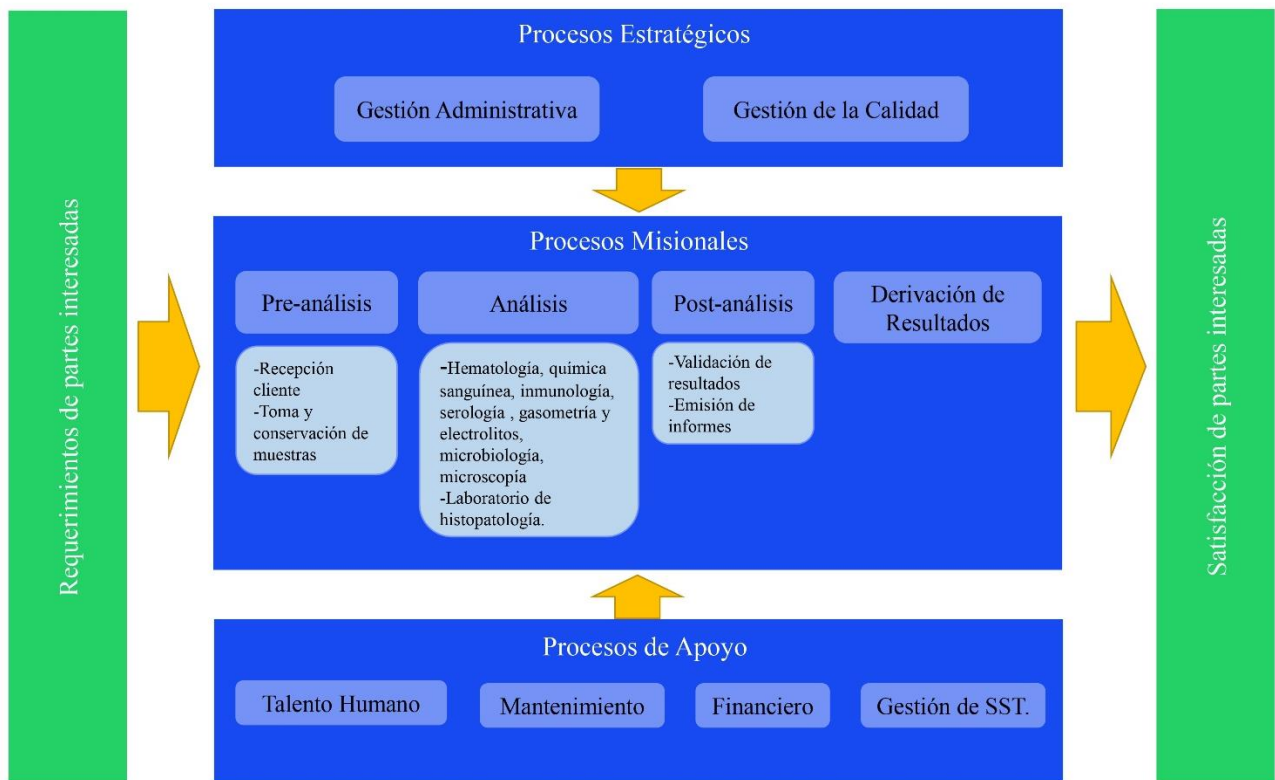 Requerimientos de partes interesadas
Procesos Estratégicos
Gestión Administrativa
Gestión de la Calidad
Procesos Misionales
Pre-análisis
-Recepción
cliente
-Toma y
conservación de
muestras
Análisis
-Hematología, química
sanguínea, inmunología,
serología , gasometría y
electrolitos,
microbiología,
microscopía
-Laboratorio de
histopatología.
Post-análisis
-Validación de
resultados
-Emisión de
informes
Derivación de
Resultados
Procesos de Apoyo
Talento Humano
Mantenimiento
Financiero
Gestión de SST.
Satisfacción de partes interesadas